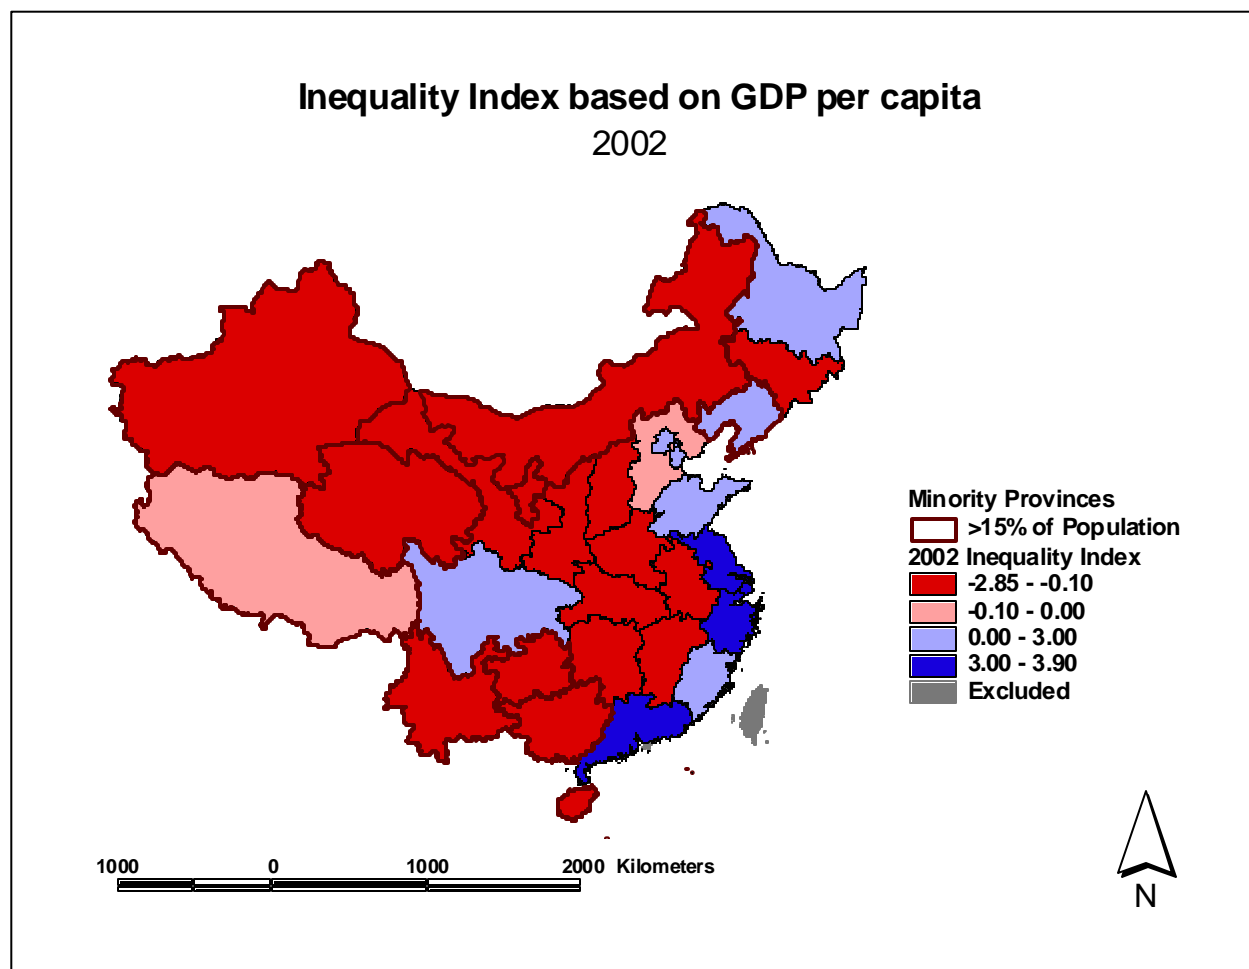 Inequality Index based on GDP per capita
2002
Minority Provinces
>15% of Population
2002 Inequality Index
-2.85 - -0.10
-0.10 - 0.00
0.00 - 3.00
3.00 - 3.90
Excluded
1000 0 1000 2000 Kilometers
N